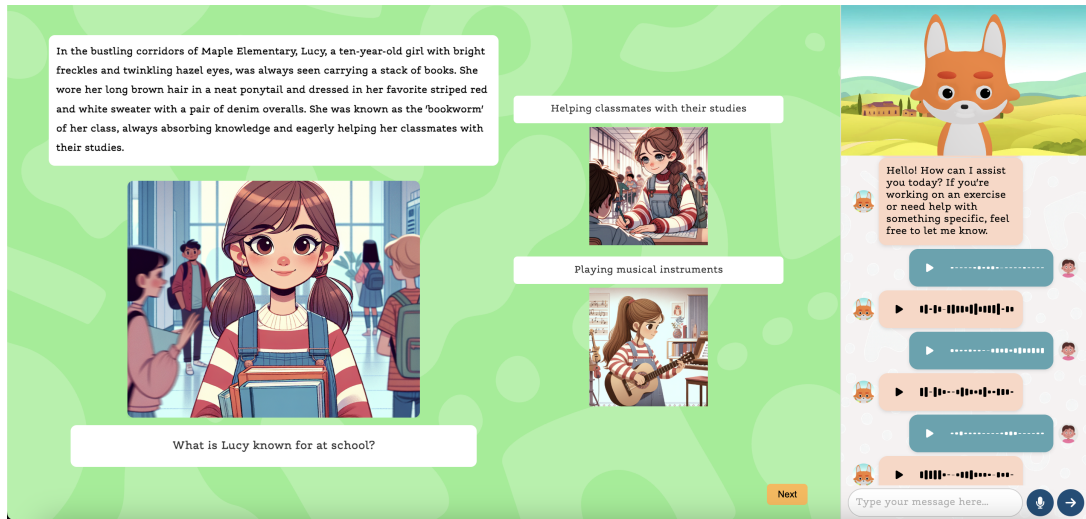 In the bustling corridors of Maple Elementary, Lucy, a ten-year-old girl with bright
freckles and twinkling hazel eyes, was always seen carrying a stack of books. She
wore her long brown hair in a neat ponytail and dressed in her favorite striped red
and white sweater with a pair of denim overalls. She was known as the 'bookworm'
of her class, always absorbing knowledge and eagerly helping her classmates with
their studies.
What is Lucy known for at school?
Helping classmates with their studies
Playing musical instruments
Next
Hello! How can I assist
you today? If you're
working on an exercise
or need help with
something specific, feel
free to let me know.
Type your message here...